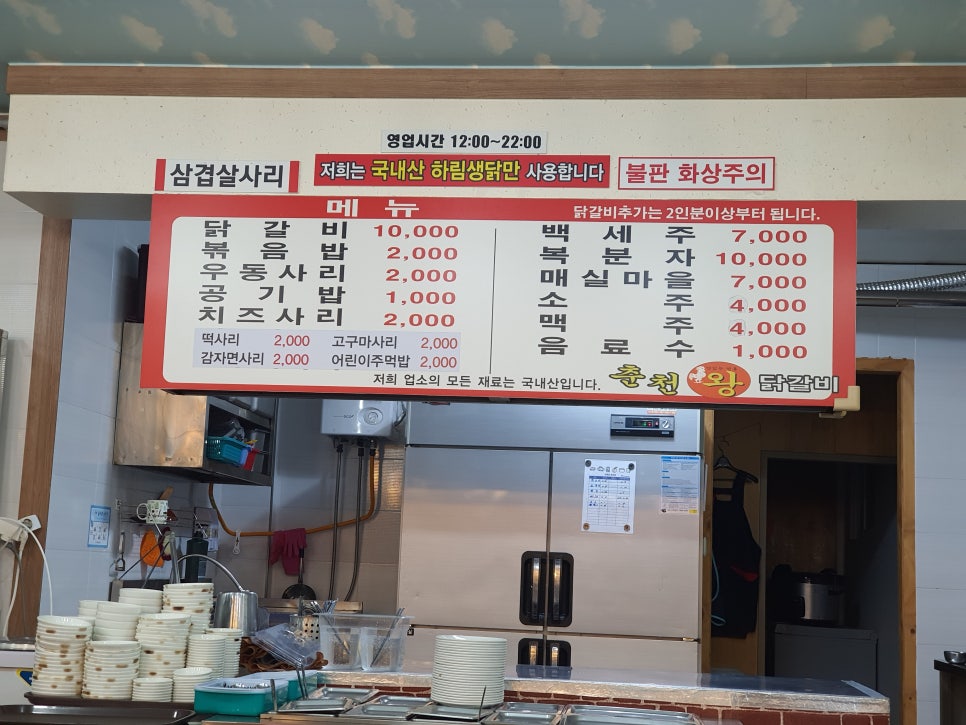 영업시간 12:00~22:00
삼겹살사리
저희는 국내산 하림생닭만 사용합니다
불판 화상주의
메 뉴
닭갈비추가는 2인분이상부터 됩니다.
닭 갈 비 10,000
볶음밥 2,000
우동사리 2,000
공 기 밥 1,000
치즈사리 2,000
떡사리 2,000 고구마사리 2,000
감자면사리 2,000 어린이주먹밥 2,000
백 세 주 7,000
복 분 자 10,000
매실마을 7,000
소 주 4,000
맥 주 4,000
음 료 수 1,000
저희 업소의 모든 재료는 국내산입니다.
춘천 왕 닭갈비